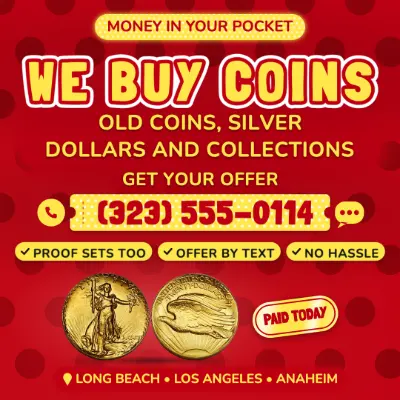 MONEY IN YOUR POCKET
WE BUY COINS
OLD COINS, SILVER
DOLLARS AND COLLECTIONS
GET YOUR OFFER
(323) 555-0114
PROOF SETS TOO
OFFER BY TEXT
NO HASSLE
PAID TODAY
LONG BEACH • LOS ANGELES • ANAHEIM